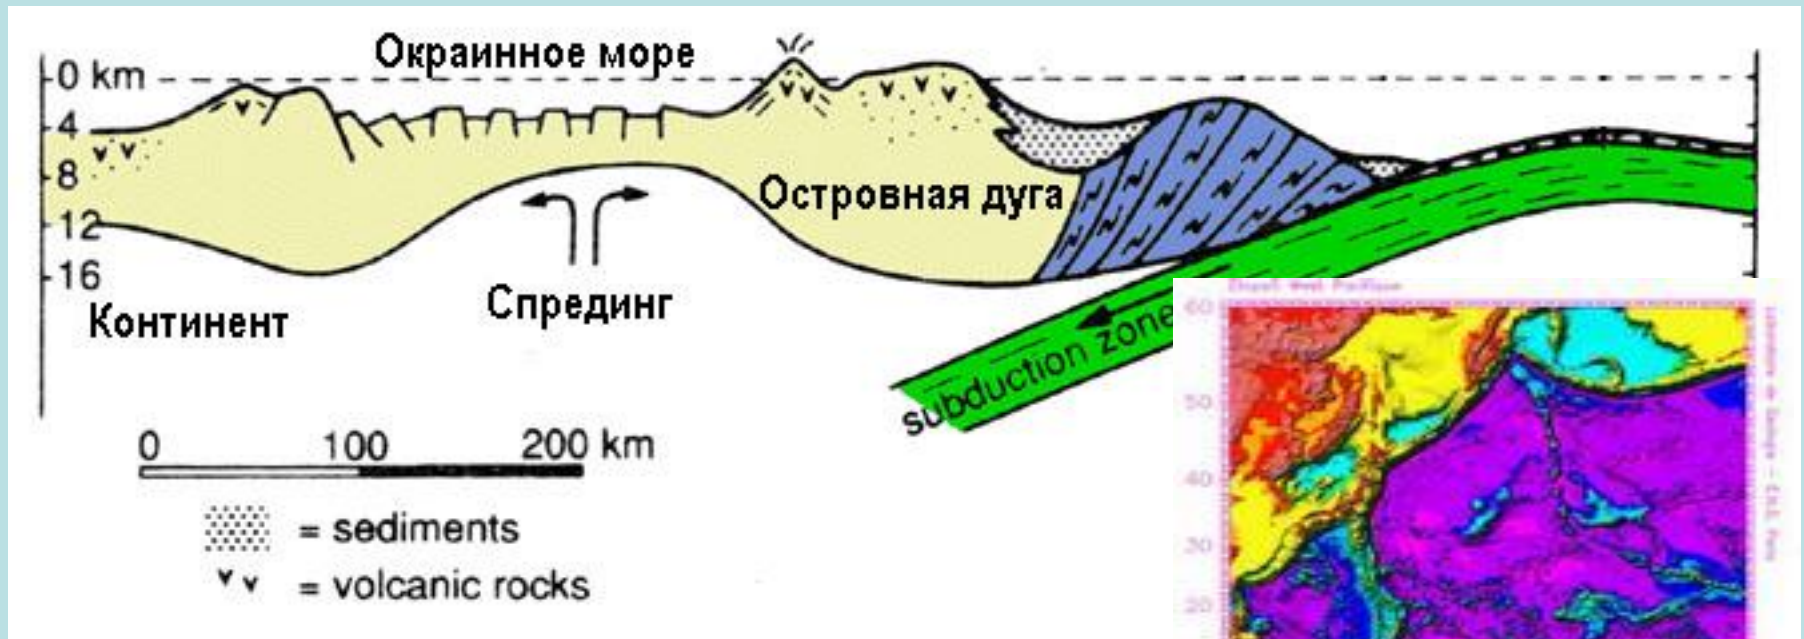 Окраинное море
0 km
4
8
12
16
Островная дуга
Спрединг
Континент
subduction zone
0 100 200 km
= sediments
= volcanic rocks
60
50
40
30
20